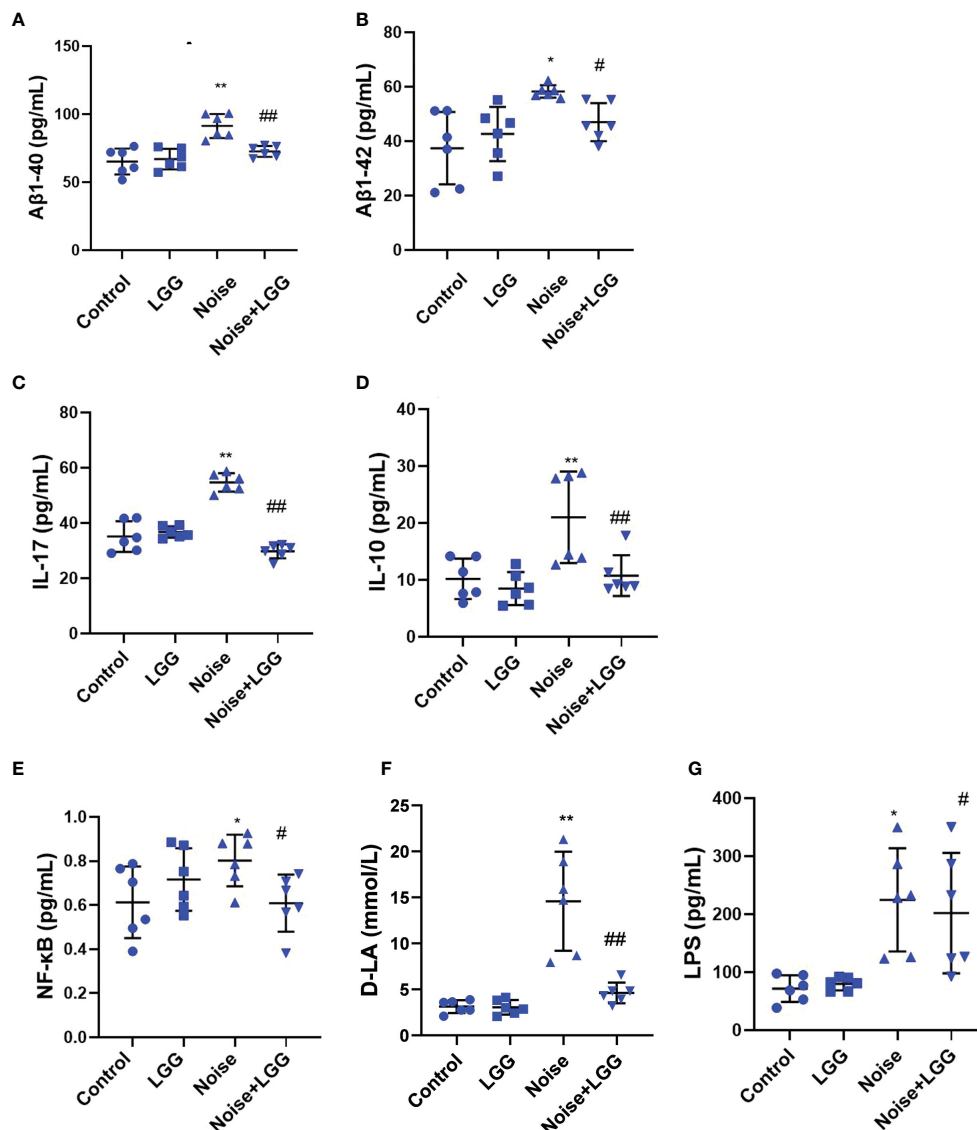 A
Aβ1-40 (pg/mL)
150
100
50
0
**
##
Control
LGG
Noise
Noise+LGG
B
Aβ1-42 (pg/mL)
80
60
40
20
0
*
#
Control
LGG
Noise
Noise+LGG
C
IL-17 (pg/mL)
80
60
40
20
0
**
##
Control
LGG
Noise
Noise+LGG
D
IL-10 (pg/mL)
40
30
20
10
0
**
##
Control
LGG
Noise
Noise+LGG
E
NF-κB (pg/mL)
1.0
0.8
0.6
0.4
0.2
0.0
*
#
Control
LGG
Noise
Noise+LGG
F
D-LA (mmol/L)
25
20
15
10
5
0
**
##
Control
LGG
Noise
Noise+LGG
G
LPS (pg/mL)
400
300
200
100
0
*
#
Control
LGG
Noise
Noise+LGG